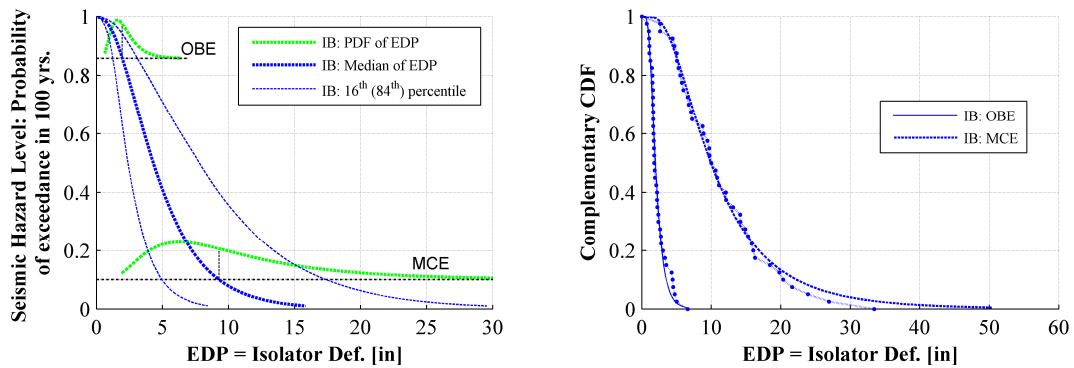 Seismic Hazard Level: Probability
of exceedance in 100 yrs.
1
0.8
0.6
0.4
0.2
0
0 5 10 15 20 25 30
EDP = Isolator Def. [in]
OBE
MCE
IB: PDF of EDP
IB: Median of EDP
IB: 16th (84th) percentile
Complementary CDF
1
0.8
0.6
0.4
0.2
0
0 10 20 30 40 50 60
EDP = Isolator Def. [in]
IB: OBE
IB: MCE